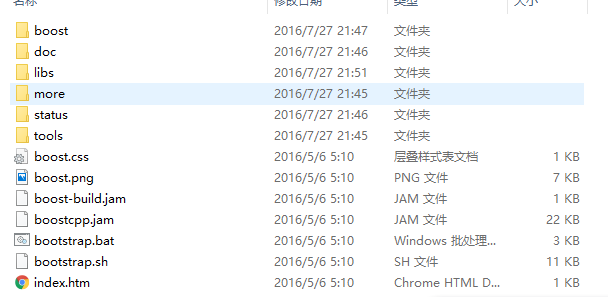 名称 修改日期 类型 大小
boost 2016/7/27 21:47 文件夹
doc 2016/7/27 21:46 文件夹
libs 2016/7/27 21:51 文件夹
more 2016/7/27 21:45 文件夹
status 2016/7/27 21:46 文件夹
tools 2016/7/27 21:45 文件夹
boost.css 2016/5/6 5:10 层叠样式表文档 1 KB
boost.png 2016/5/6 5:10 PNG 文件 7 KB
boost-build.jam 2016/5/6 5:10 JAM 文件 1 KB
boostcpp.jam 2016/5/6 5:10 JAM 文件 22 KB
bootstrap.bat 2016/5/6 5:10 Windows 批处理... 3 KB
bootstrap.sh 2016/5/6 5:10 SH 文件 11 KB
index.htm 2016/5/6 5:10 Chrome HTML D... 1 KB